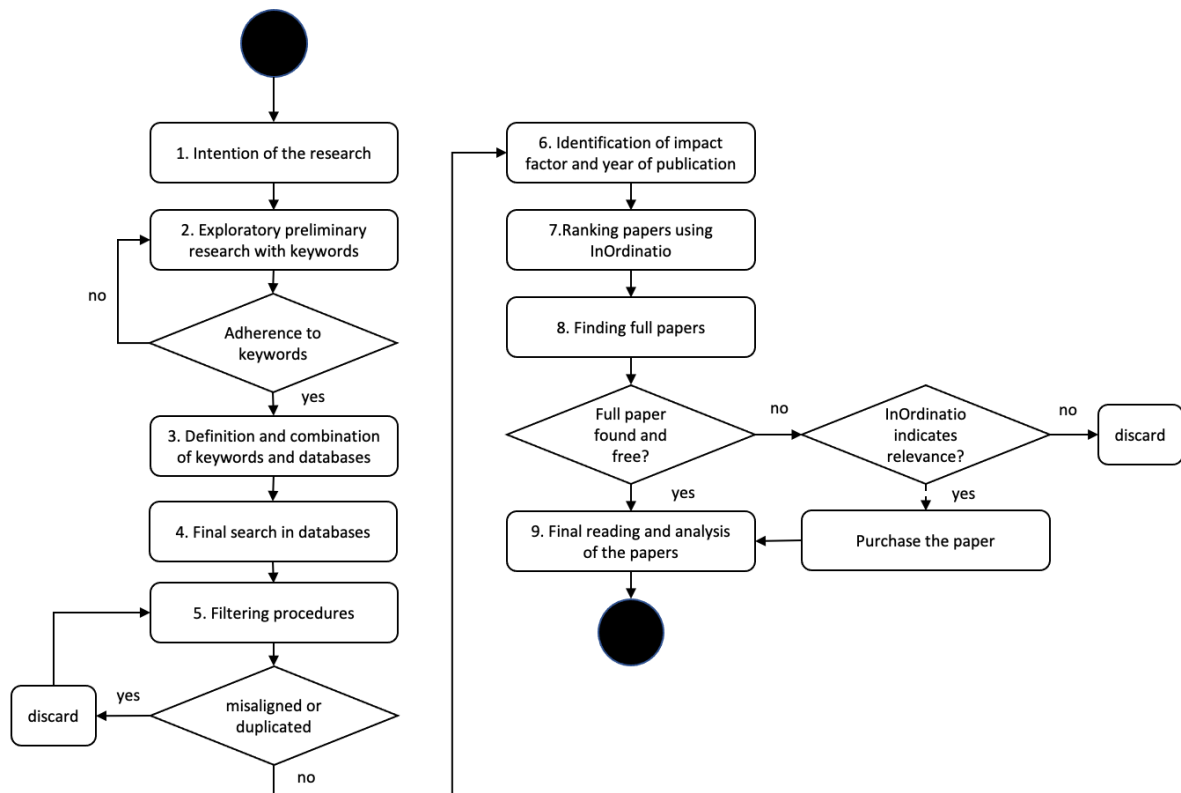 1. Intention of the research
2. Exploratory preliminary
research with keywords
no
Adherence to
keywords
yes
3. Definition and combination
of keywords and databases
4. Final search in databases
5. Filtering procedures
yes
discard
misaligned or
duplicated
no
6. Identification of impact
factor and year of publication
7.Ranking papers using
InOrdinatio
8. Finding full papers
Full paper
found and
free?
no
InOrdinatio
indicates
relevance?
no
discard
yes
yes
9. Final reading and analysis
of the papers
Purchase the paper